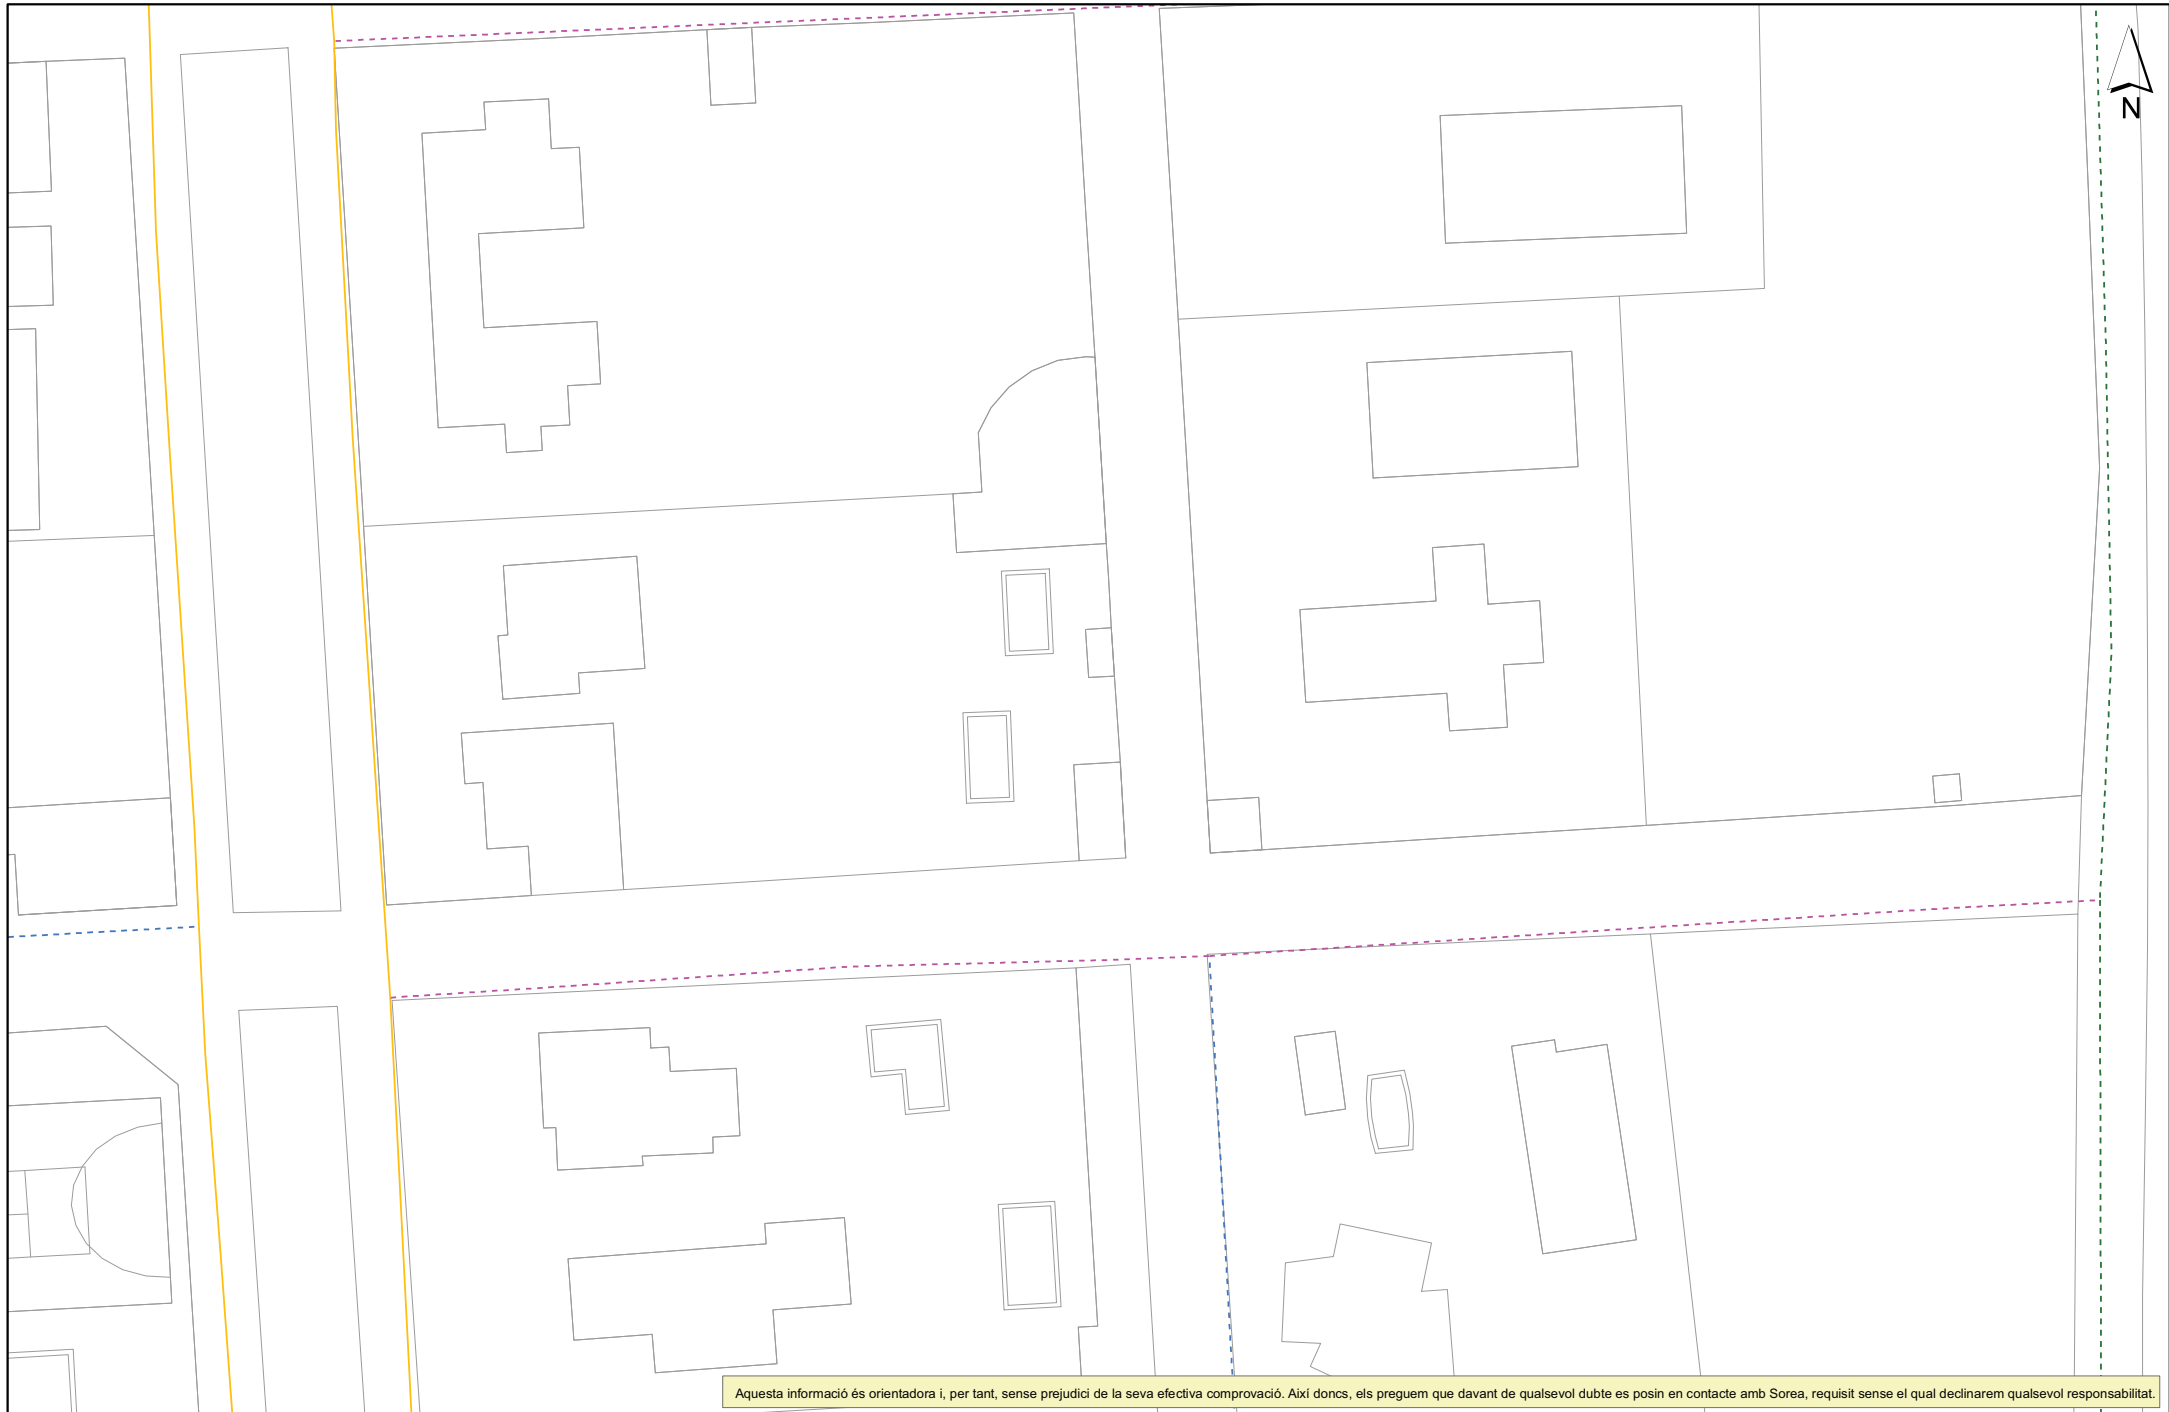 N
Aquesta informació és orientadora i, per tant, sense prejudici de la seva efectiva comprovació. Així doncs, els preguem que davant de qualsevol dubte es posin en contacte amb Sorea, requisit sense el qual declinarem qualsevol responsabilitat.